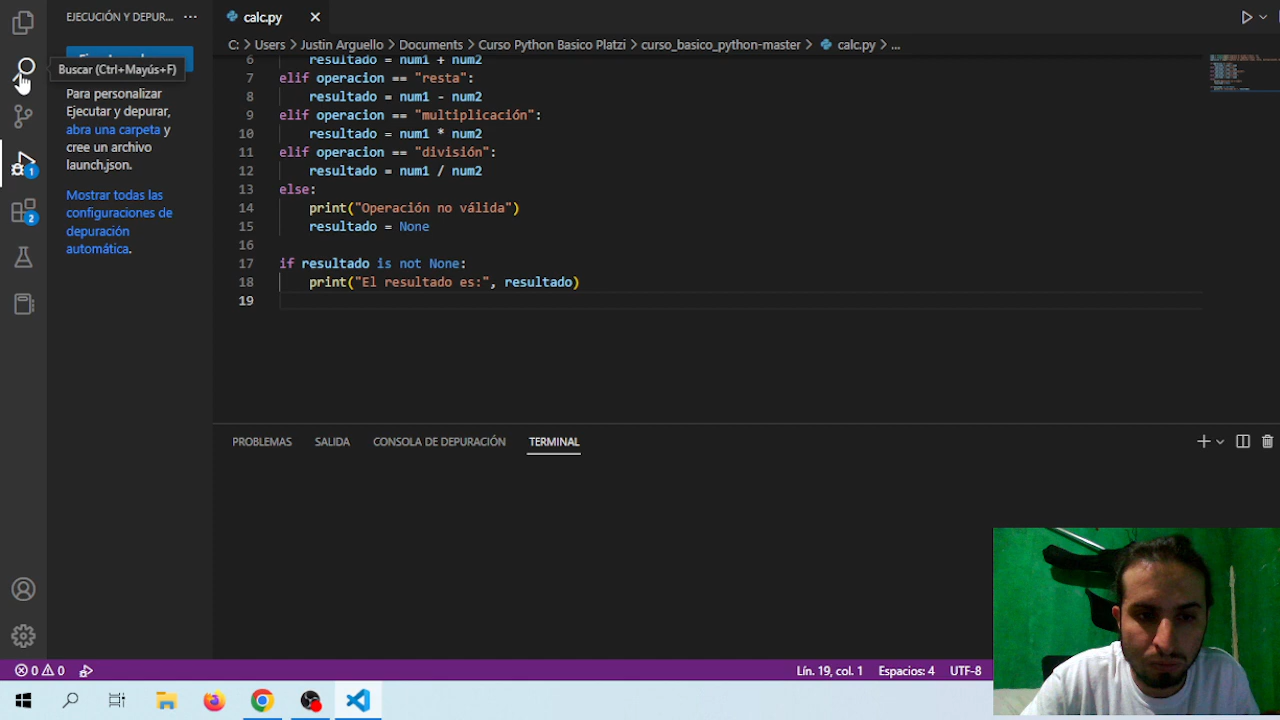 EJECUCIÓN Y DEPUR... ···
calc.py
C: > Users > Justin Arguello > Documents > Curso Python Basico Platzi > curso_basico_python-master > calc.py > ...
Buscar (Ctrl+Mayús+F)
Para personalizar
Ejecutar y depurar,
abra una carpeta y
cree un archivo
launch.json.
Mostrar todas las
configuraciones de
depuración
automática.
1
2
6 resultado = num1 + num2
7 elif operacion == "resta":
8 resultado = num1 - num2
9 elif operacion == "multiplicación":
10 resultado = num1 * num2
11 elif operacion == "división":
12 resultado = num1 / num2
13 else:
14 print("Operación no válida")
15 resultado = None
16
17 if resultado is not None:
18 print("El resultado es:", resultado)
19
PROBLEMAS SALIDA CONSOLA DE DEPURACIÓN TERMINAL
0 0 Lín. 19, col. 1 Espacios: 4 UTF-8